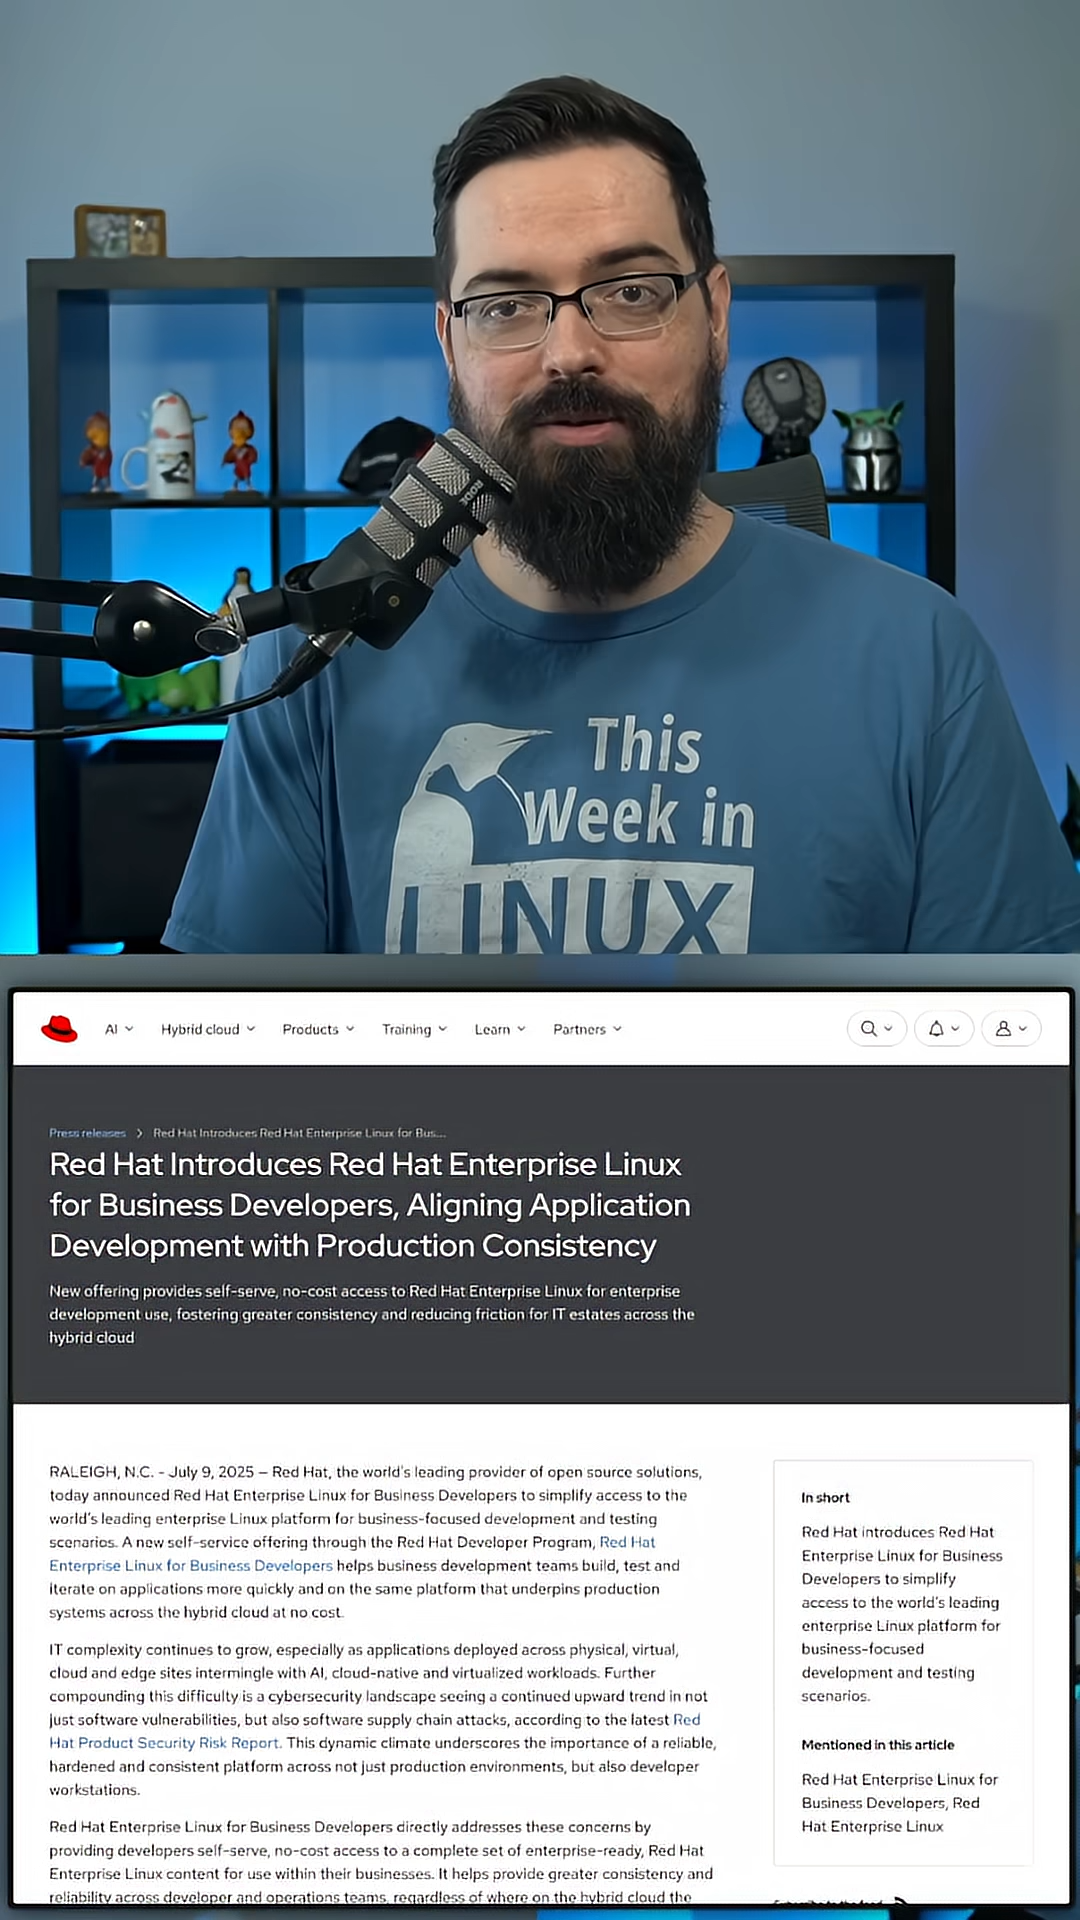 RODE
This
Week in
LINUX
AI
Hybrid cloud
Products
Training
Learn
Partners
Press releases > Red Hat Introduces Red Hat Enterprise Linux for Bus...
Red Hat Introduces Red Hat Enterprise Linux
for Business Developers, Aligning Application
Development with Production Consistency
New offering provides self-serve, no-cost access to Red Hat Enterprise Linux for enterprise
development use, fostering greater consistency and reducing friction for IT estates across the
hybrid cloud
RALEIGH, N.C. - July 9, 2025 — Red Hat, the world's leading provider of open source solutions,
today announced Red Hat Enterprise Linux for Business Developers to simplify access to the
world's leading enterprise Linux platform for business-focused development and testing
scenarios. A new self-service offering through the Red Hat Developer Program, Red Hat
Enterprise Linux for Business Developers helps business development teams build, test and
iterate on applications more quickly and on the same platform that underpins production
systems across the hybrid cloud at no cost.
IT complexity continues to grow, especially as applications deployed across physical, virtual,
cloud and edge sites intermingle with AI, cloud-native and virtualized workloads. Further
compounding this difficulty is a cybersecurity landscape seeing a continued upward trend in not
just software vulnerabilities, but also software supply chain attacks, according to the latest Red
Hat Product Security Risk Report. This dynamic climate underscores the importance of a reliable,
hardened and consistent platform across not just production environments, but also developer
workstations.
Red Hat Enterprise Linux for Business Developers directly addresses these concerns by
providing developers self-serve, no-cost access to a complete set of enterprise-ready, Red Hat
Enterprise Linux content for use within their businesses. It helps provide greater consistency and
reliability across developer and operations teams, regardless of where on the hybrid cloud the
In short
Red Hat introduces Red Hat
Enterprise Linux for Business
Developers to simplify
access to the world's leading
enterprise Linux platform for
business-focused
development and testing
scenarios.
Mentioned in this article
Red Hat Enterprise Linux for
Business Developers, Red
Hat Enterprise Linux